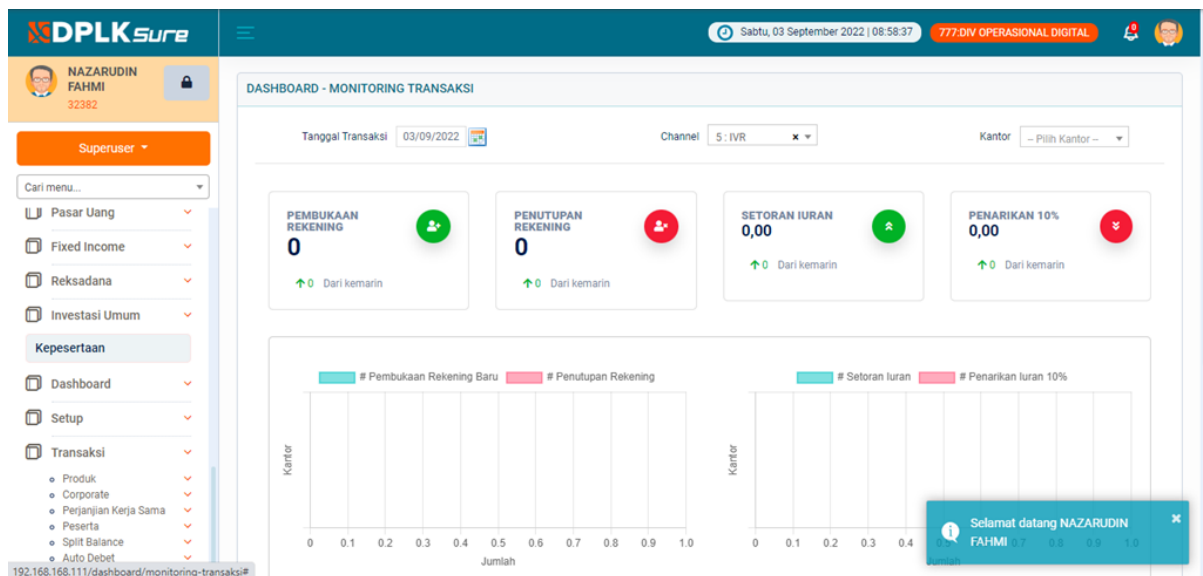 DPLK Sure
Sabtu, 03 September 2022 | 08:58:37
777:DIV OPERASIONAL DIGITAL
NAZARUDIN
FAHMI
32382
Superuser
Cari menu...
Pasar Uang
Fixed Income
Reksadana
Investasi Umum
Kepesertaan
Dashboard
Setup
Transaksi
Produk
Corporate
Perjanjian Kerja Sama
Peserta
Split Balance
Auto Debet
192.168.168.111/dashboard/monitoring-transaksi#
DASHBOARD - MONITORING TRANSAKSI
Tanggal Transaksi 03/09/2022
Channel 5 : IVR
Kantor -- Pilih Kantor --
PEMBUKAAN
REKENING
0
0 Dari kemarin
PENUTUPAN
REKENING
0
0 Dari kemarin
SETORAN IURAN
0,00
0 Dari kemarin
PENARIKAN 10%
0,00
0 Dari kemarin
# Pembukaan Rekening Baru # Penutupan Rekening
Kantor
0 0.1 0.2 0.3 0.4 0.5 0.6 0.7 0.8 0.9 1.0
Jumlah
# Setoran Iuran # Penarikan Iuran 10%
Kantor
0 0.1 0.2 0.3 0.4 0.5 0.6 0.7 0.8 0.9 1.0
Jumlah
Selamat datang NAZARUDIN
FAHMI